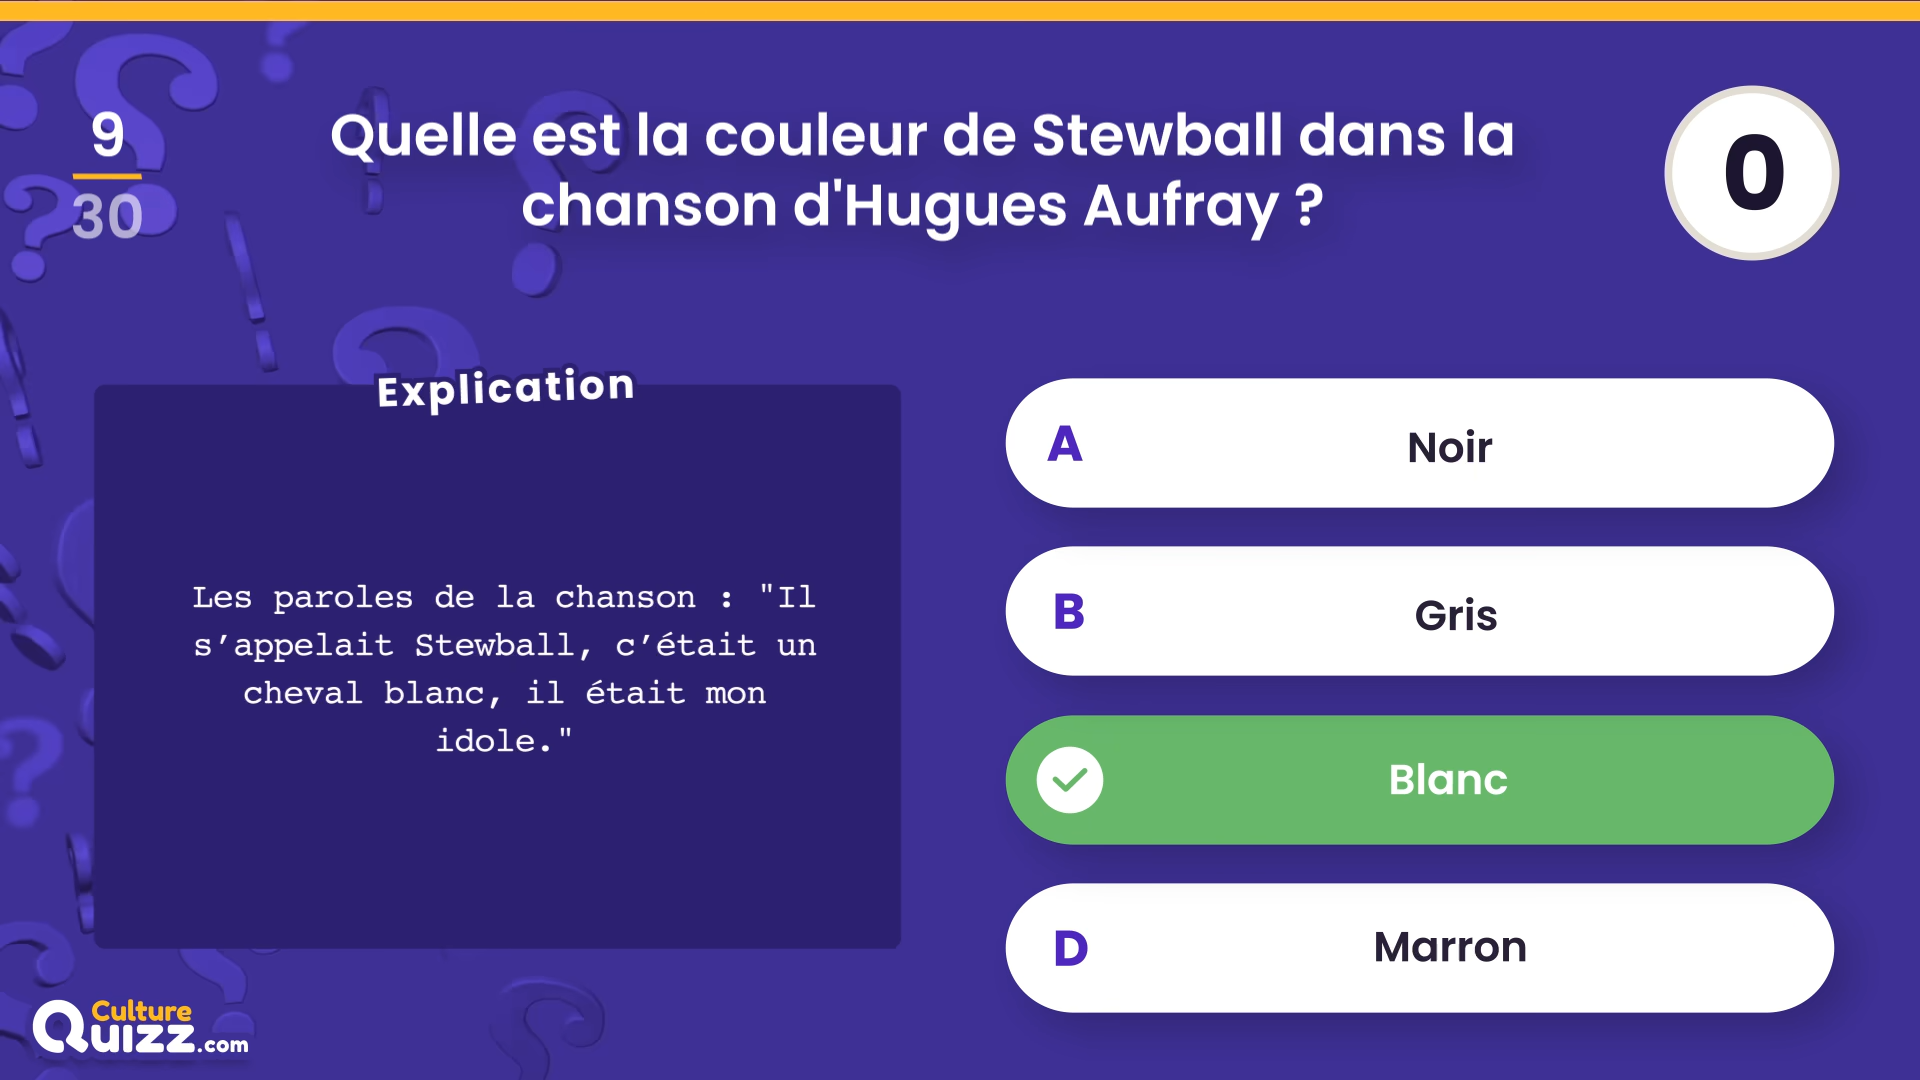 9
30
Quelle est la couleur de Stewball dans la
chanson d'Hugues Aufray ?
0
Explication
Les paroles de la chanson : "Il
s’appelait Stewball, c’était un
cheval blanc, il était mon
idole."
A Noir
B Gris
Blanc
D Marron
Culture
Quizz.com